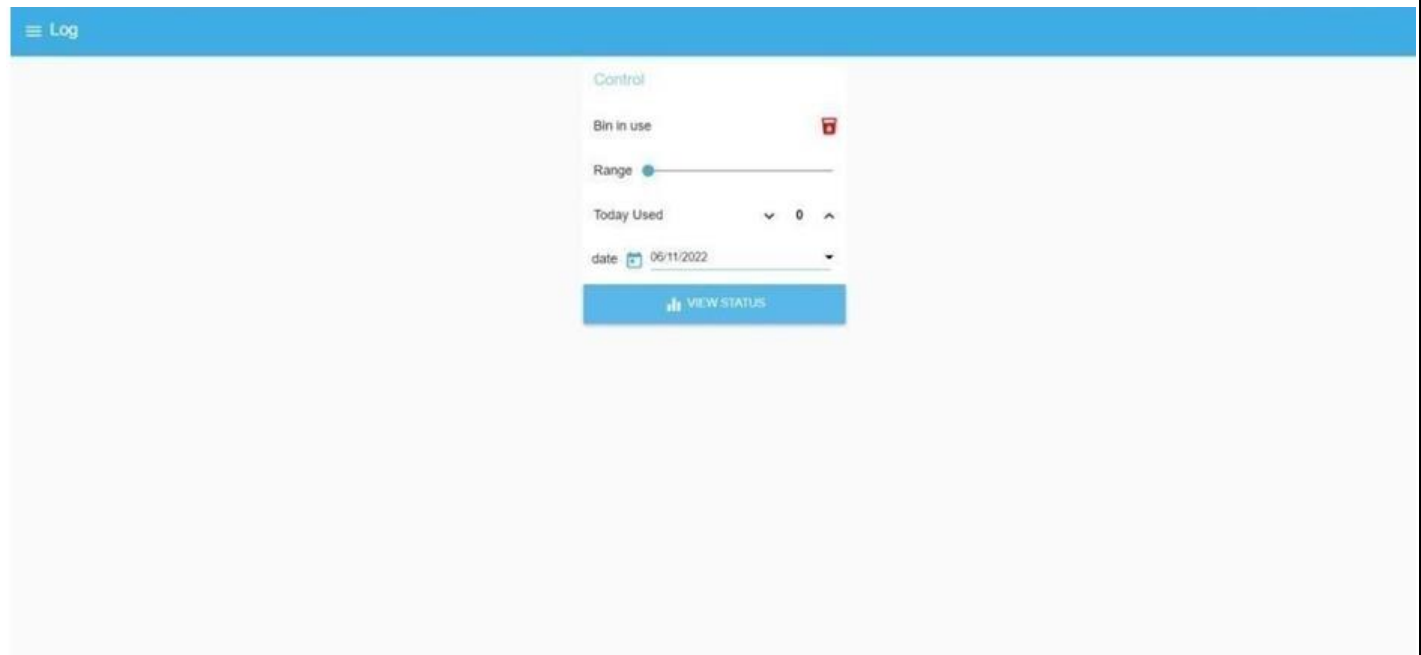 Log
Control
Bin in use
Range
Today Used 0
date 06/11/2022
VIEW STATUS